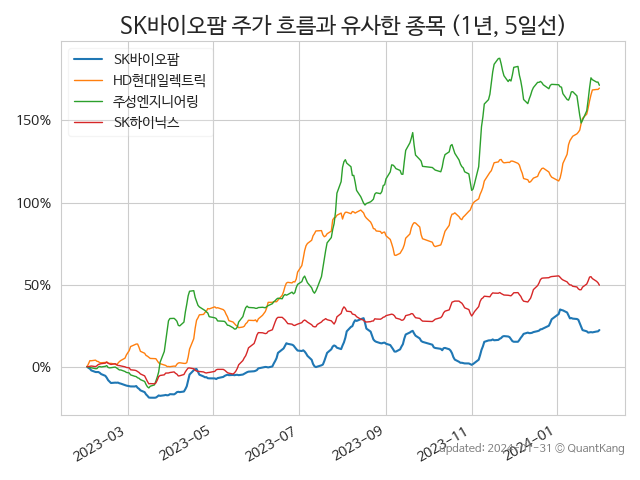 SK바이오팜 주가 흐름과 유사한 종목 (1년, 5일선)
SK바이오팜
HD현대일렉트릭
주성엔지니어링
SK하이닉스
150%
100%
50%
0%
2023-03
2023-05
2023-07
2023-09
2023-11
2024-01
updated: 2024-01-31 © QuantKang